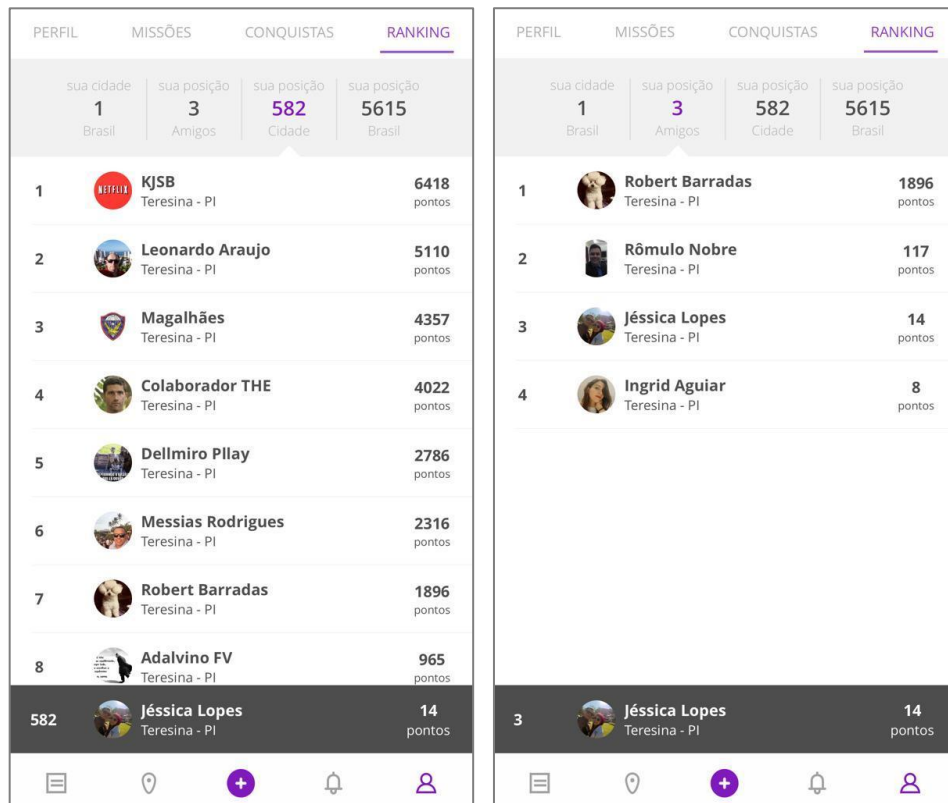 PERFIL MISSÕES CONQUISTAS RANKING
sua cidade sua posição sua posição sua posição
1 3 582 5615
Brasil Amigos Cidade Brasil
1 NETFLIX KJSB 6418
Teresina - PI pontos
2 Leonardo Araujo 5110
Teresina - PI pontos
3 Magalhães 4357
Teresina - PI pontos
4 Colaborador THE 4022
Teresina - PI pontos
5 Dellmiro Pllay 2786
Teresina - PI pontos
6 Messias Rodrigues 2316
Teresina - PI pontos
7 Robert Barradas 1896
Teresina - PI pontos
8 Adalvino FV 965
Teresina - PI pontos
582 Jéssica Lopes 14
Teresina - PI pontos
PERFIL MISSÕES CONQUISTAS RANKING
sua cidade sua posição sua posição sua posição
1 3 582 5615
Brasil Amigos Cidade Brasil
1 Robert Barradas 1896
Teresina - PI pontos
2 Rômulo Nobre 117
Teresina - PI pontos
3 Jéssica Lopes 14
Teresina - PI pontos
4 Ingrid Aguiar 8
Teresina - PI pontos
3 Jéssica Lopes 14
Teresina - PI pontos